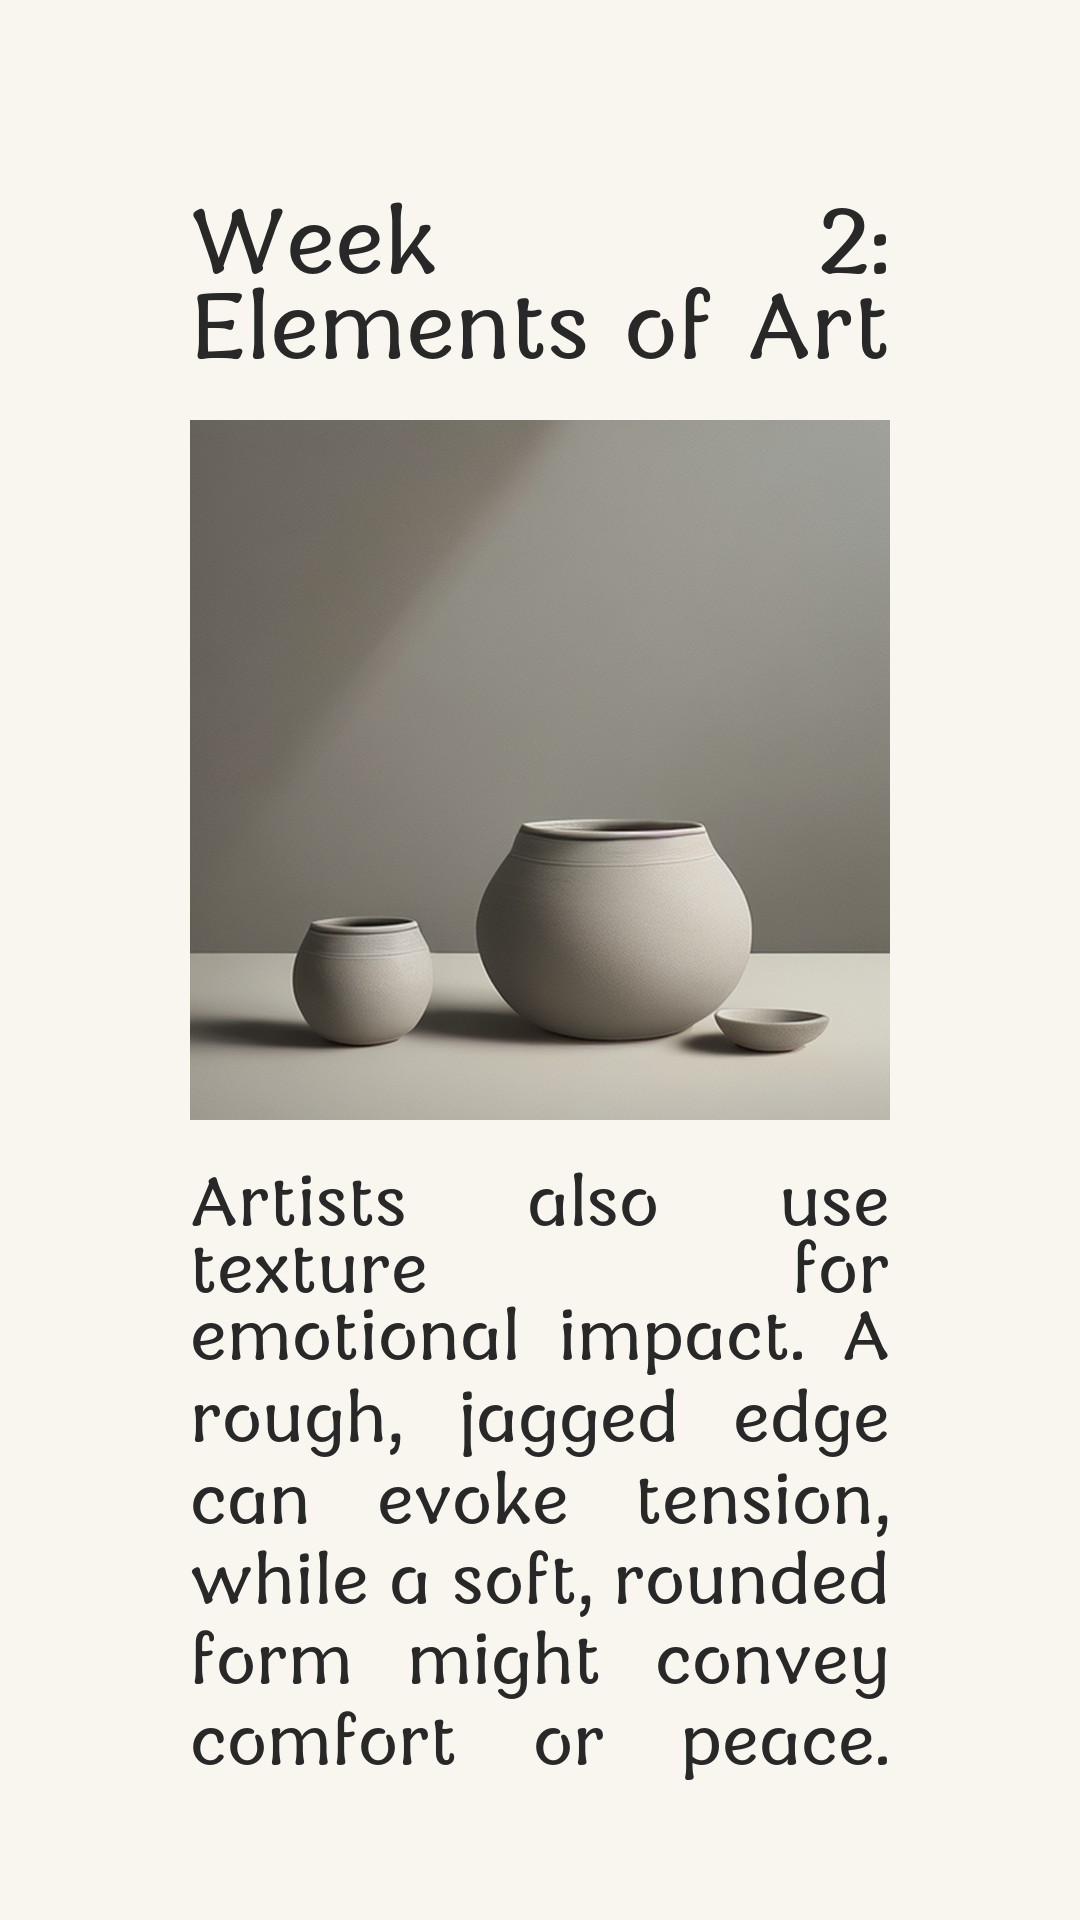 Week 2:
Elements of Art
Artists also use
texture for
emotional impact. A
rough, jagged edge
can evoke tension,
while a soft, rounded
form might convey
comfort or peace.